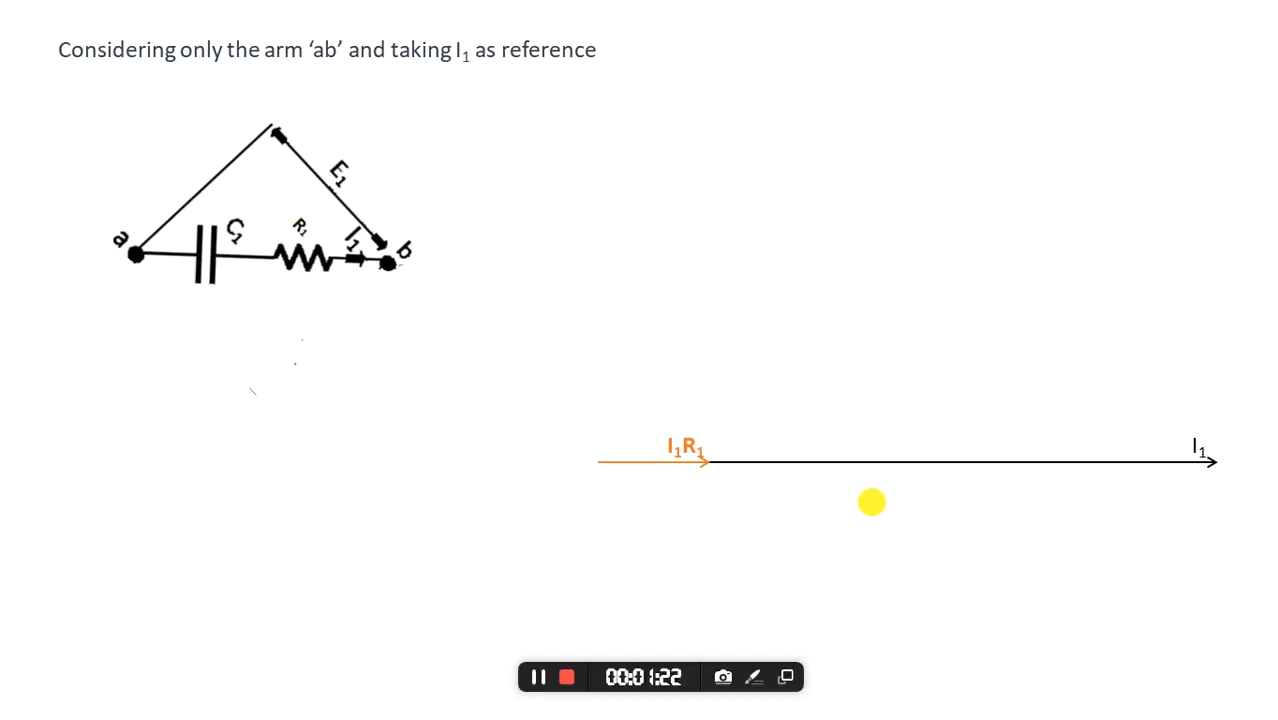 Considering only the arm ‘ab’ and taking I₁ as reference
E₁
a
C₁
R₁
I₁
b
I₁R₁
I₁
00:01:22